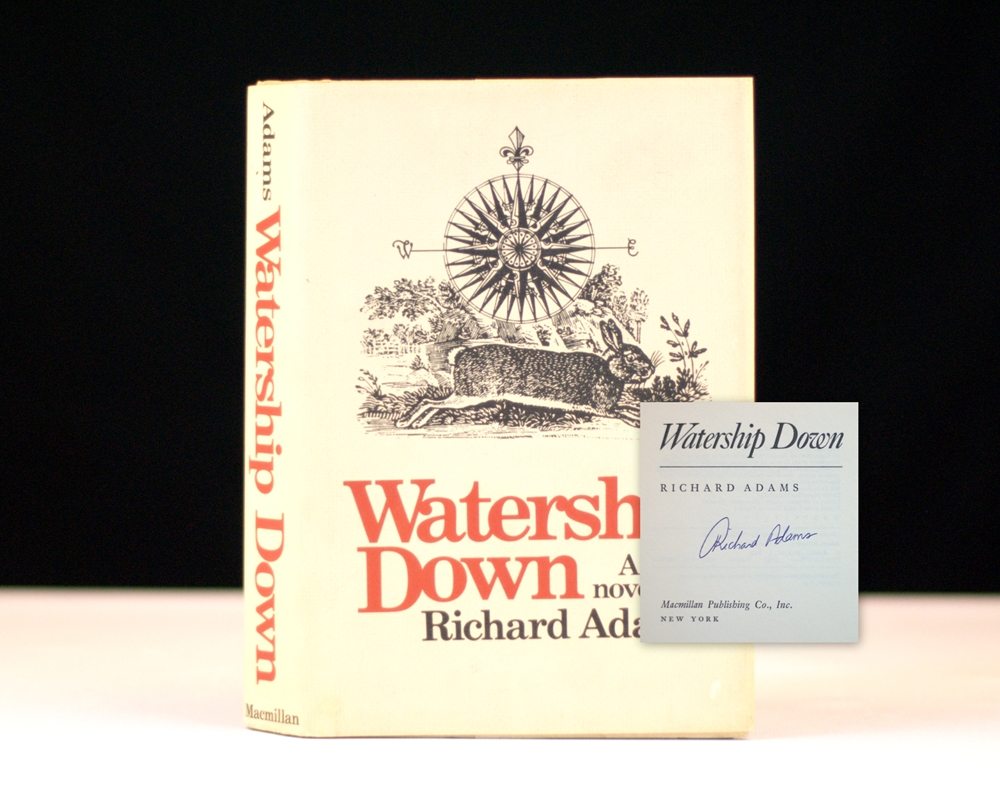 Adams Watership Down
Macmillan
W E
Watersh
Down
A
nove
Richard Ada
Watership Down
RICHARD ADAMS
Richard Adams
Macmillan Publishing Co., Inc.
NEW YORK